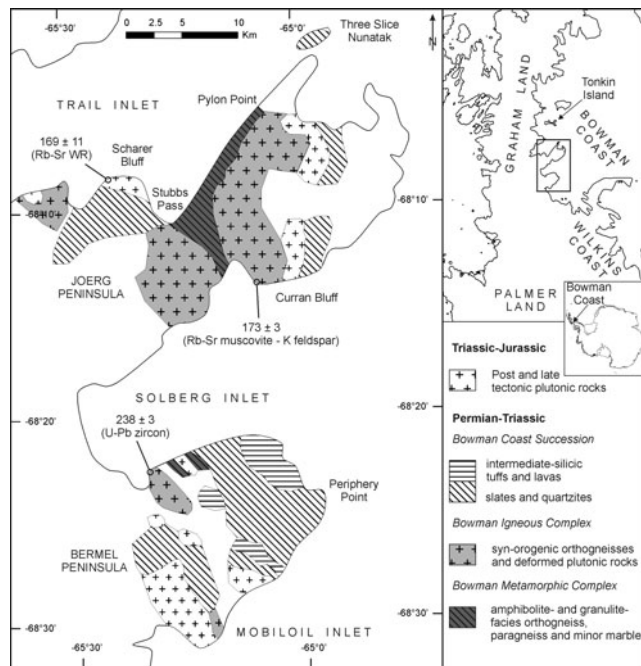 -65°30'
-65°0'
0
2.5
5
10
Km
Three Slice
Nunatak
N
TRAIL INLET
Pylon Point
169 ± 11
(Rb-Sr WR)
Scharer
Bluff
Stubbs
Pass
-68°10'
-68°10'
JOERG
PENINSULA
Curran Bluff
173 ± 3
(Rb-Sr muscovite - K feldspar)
SOLBERG INLET
-68°20'
-68°20'
238 ± 3
(U-Pb zircon)
Periphery
Point
BERMEL
PENINSULA
-68°30'
-68°30'
MOBILOIL INLET
-65°30'
-65°0'
GRAHAM LAND
Tonkin
Island
BOWMAN
COAST
WILKINS
COAST
PALMER
LAND
Bowman
Coast
Triassic-Jurassic
Post and late
tectonic plutonic rocks
Permian-Triassic
Bowman Coast Succession
intermediate-silicic
tuffs and lavas
slates and quartzites
Bowman Igneous Complex
syn-orogenic orthogneisses
and deformed plutonic rocks
Bowman Metamorphic Complex
amphibolite- and granulite-
facies orthogneiss,
paragneiss and minor marble